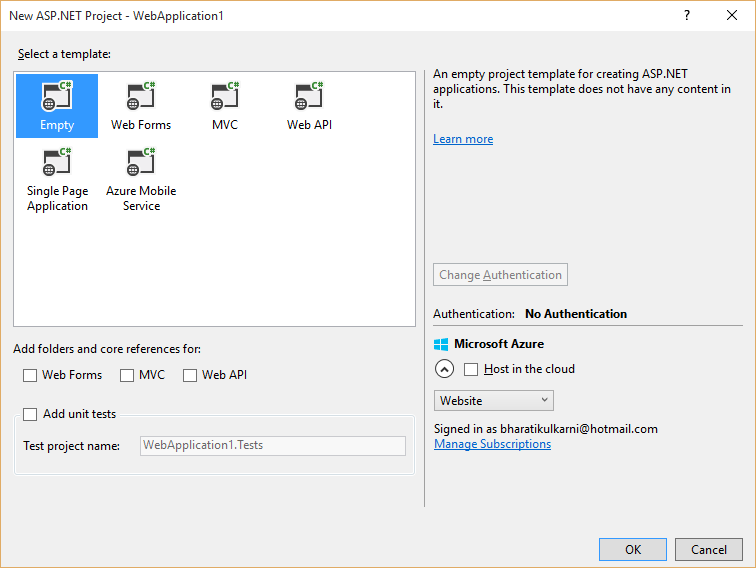 New ASP.NET Project - WebApplication1
?
Select a template:
C# C# C# C#
Empty Web Forms MVC Web API
C# C#
Single Page Application
Azure Mobile Service
An empty project template for creating ASP.NET
applications. This template does not have any content in
it.
Learn more
Change Authentication
Authentication: No Authentication
Add folders and core references for:
Web Forms MVC Web API
Add unit tests
Test project name: WebApplication1.Tests
Microsoft Azure
Host in the cloud
Website
Signed in as bharatikulkarni@hotmail.com
Manage Subscriptions
OK Cancel